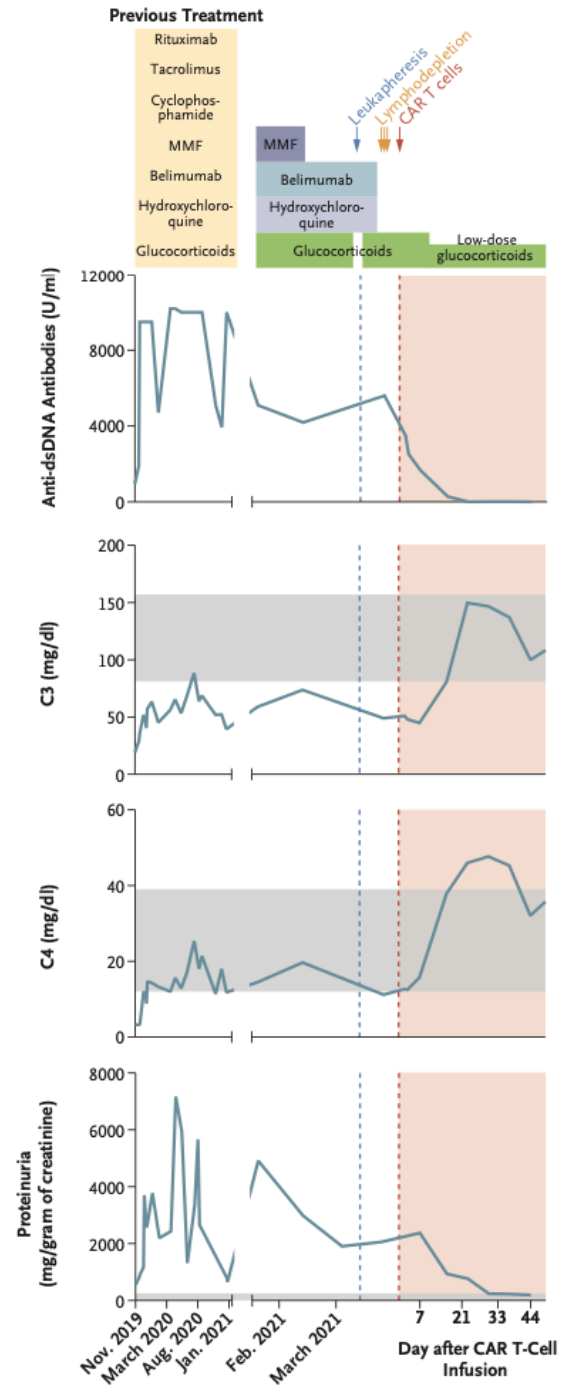 Previous Treatment
Rituximab
Tacrolimus
Cyclophos-
phamide
MMF
Belimumab
Hydroxychloro-
quine
Glucocorticoids
MMF
Belimumab
Hydroxychloro-
quine
Glucocorticoids
Low-dose
glucocorticoids
Leukapheresis
Lymphodepletion
CAR T cells
Anti-dsDNA Antibodies (U/ml)
12000
8000
4000
0
C3 (mg/dl)
200
150
100
50
0
C4 (mg/dl)
60
40
20
0
Proteinuria
(mg/gram of creatinine)
8000
6000
4000
2000
0
Nov. 2019
March 2020
Aug. 2020
Jan. 2021
Feb. 2021
March 2021
7
21
33
44
Day after CAR T-Cell
Infusion